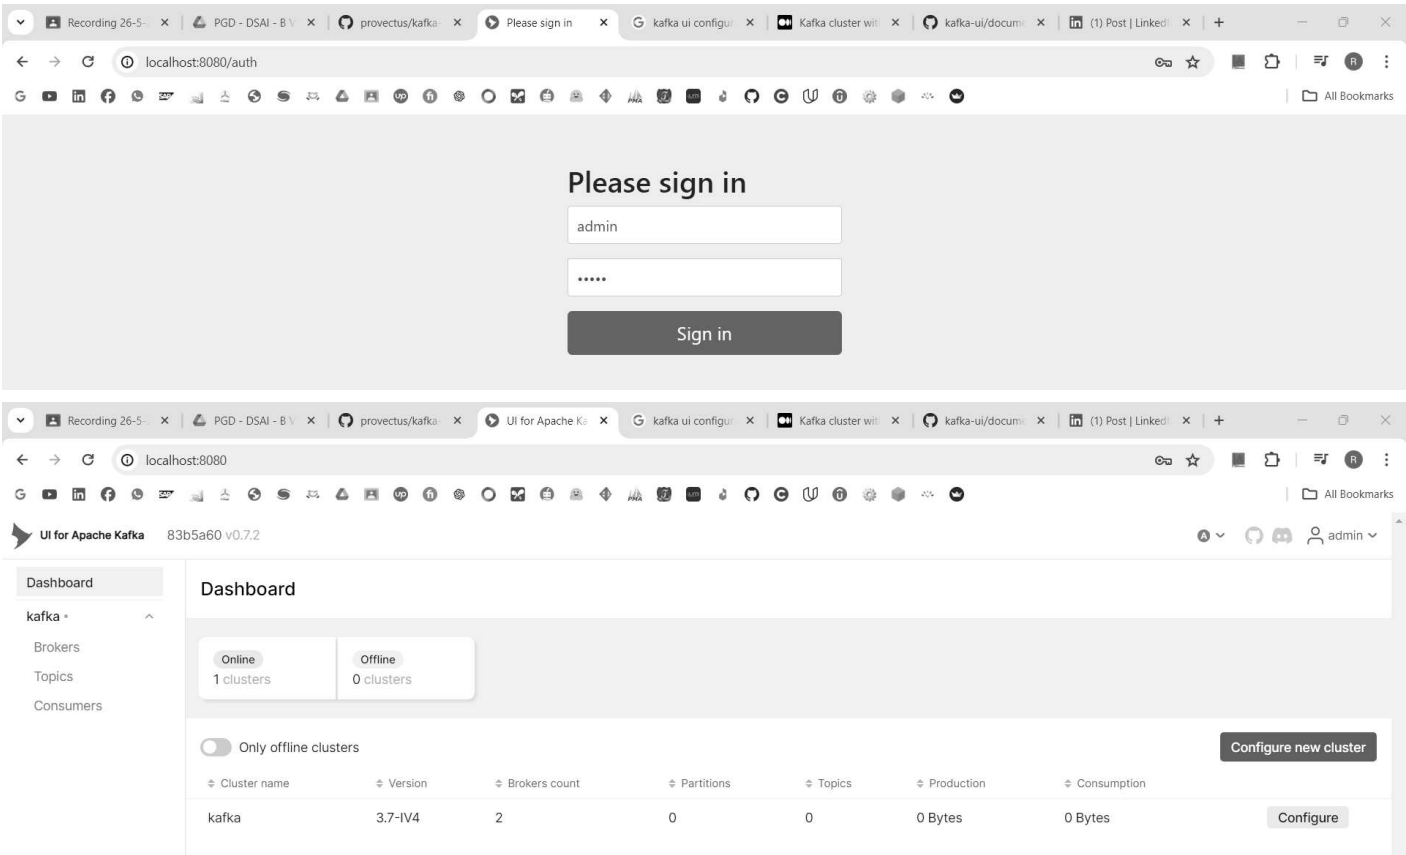 Recording 26-5- PGD - DSAI - B V provectus/kafka- Please sign in kafka ui configur Kafka cluster wit kafka-ui/docume (1) Post | LinkedI
localhost:8080/auth
All Bookmarks
Please sign in
admin
•••••
Sign in
Recording 26-5- PGD - DSAI - B V provectus/kafka- UI for Apache Ka kafka ui configur Kafka cluster wit kafka-ui/docume (1) Post | LinkedI
localhost:8080
All Bookmarks
UI for Apache Kafka 83b5a60 v0.7.2 admin
Dashboard
kafka
Brokers
Topics
Consumers
Dashboard
Online Offline
1 clusters 0 clusters
Only offline clusters Configure new cluster
Cluster name Version Brokers count Partitions Topics Production Consumption
kafka 3.7-IV4 2 0 0 0 Bytes 0 Bytes Configure